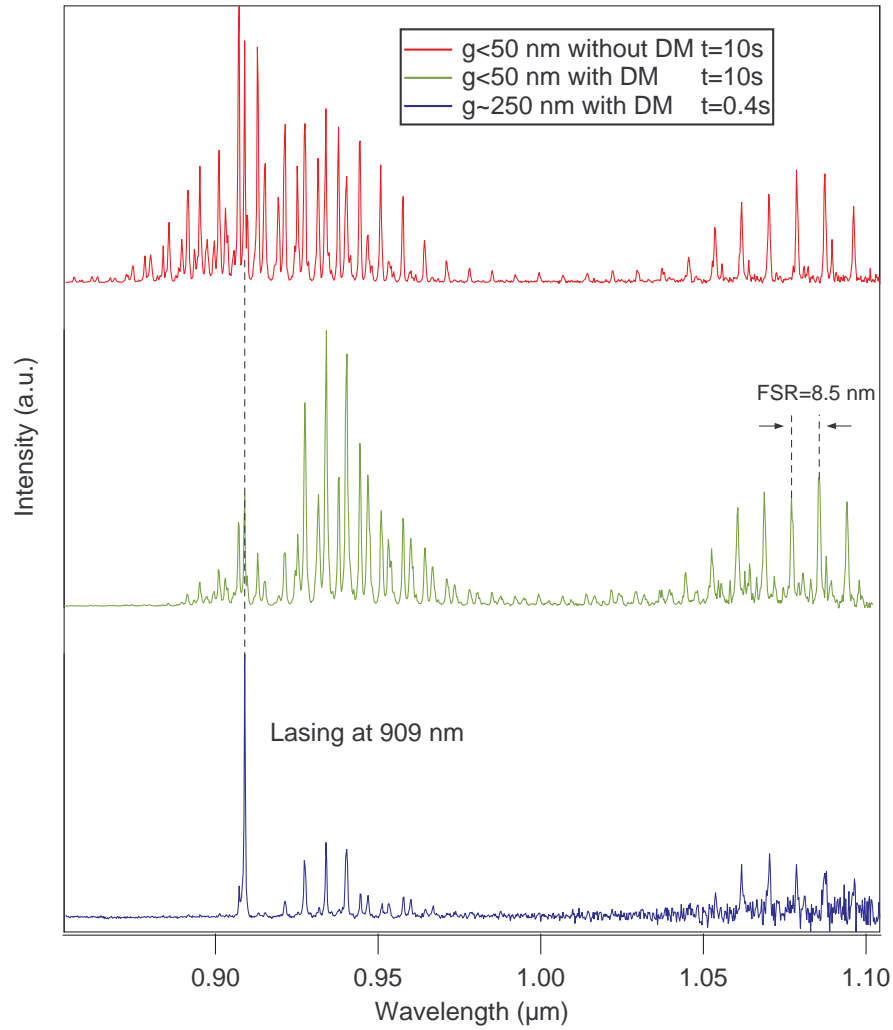 g<50 nm without DM t=10s
g<50 nm with DM t=10s
g~250 nm with DM t=0.4s
Intensity (a.u.)
FSR=8.5 nm
Lasing at 909 nm
0.90 0.95 1.00 1.05 1.10
Wavelength (µm)